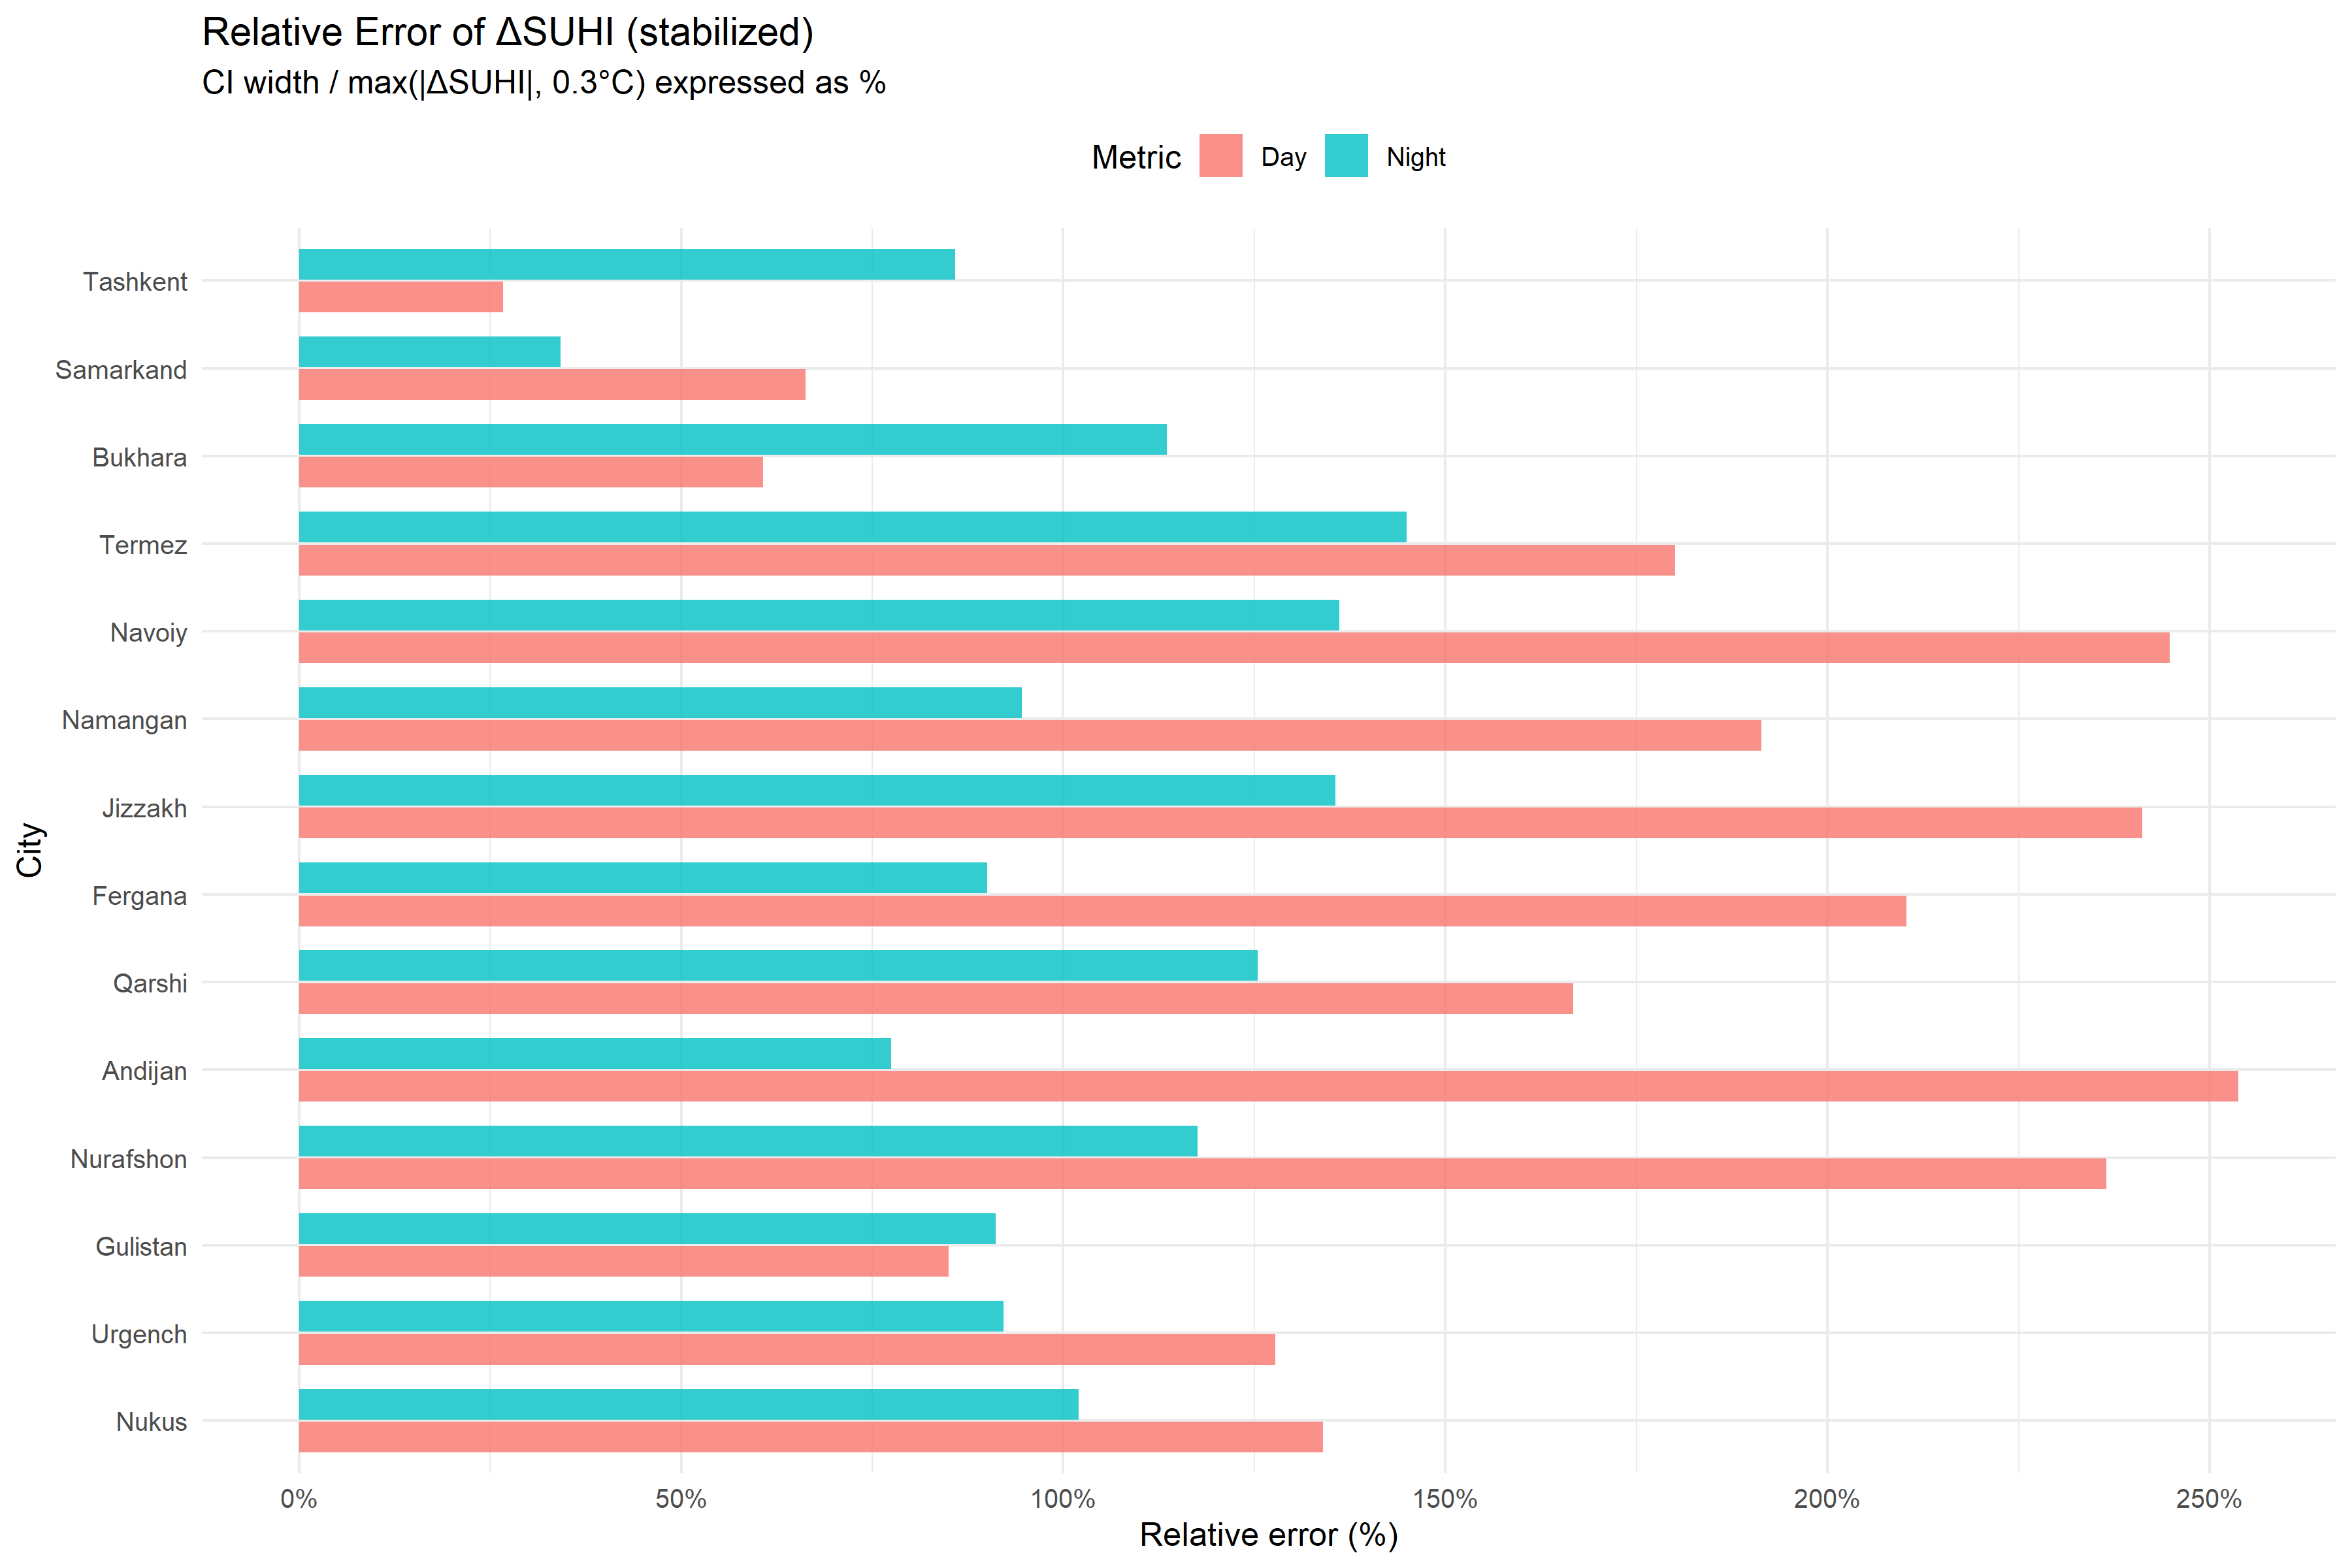 Relative Error of ΔSUHI (stabilized)
CI width / max(|ΔSUHI|, 0.3°C) expressed as %
Metric Day Night
Tashkent
Samarkand
Bukhara
Termez
Navoiy
Namangan
Jizzakh
Fergana
Qarshi
Andijan
Nurafshon
Gulistan
Urgench
Nukus
City
0% 50% 100% 150% 200% 250%
Relative error (%)